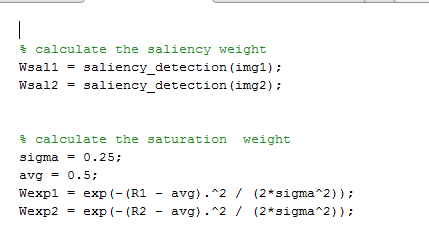 % calculate the saliency weight
Wsal1 = saliency_detection(img1);
Wsal2 = saliency_detection(img2);
% calculate the saturation  weight
sigma = 0.25;
avg = 0.5;
Wexp1 = exp(-(R1 - avg).^2 / (2*sigma^2));
Wexp2 = exp(-(R2 - avg).^2 / (2*sigma^2));